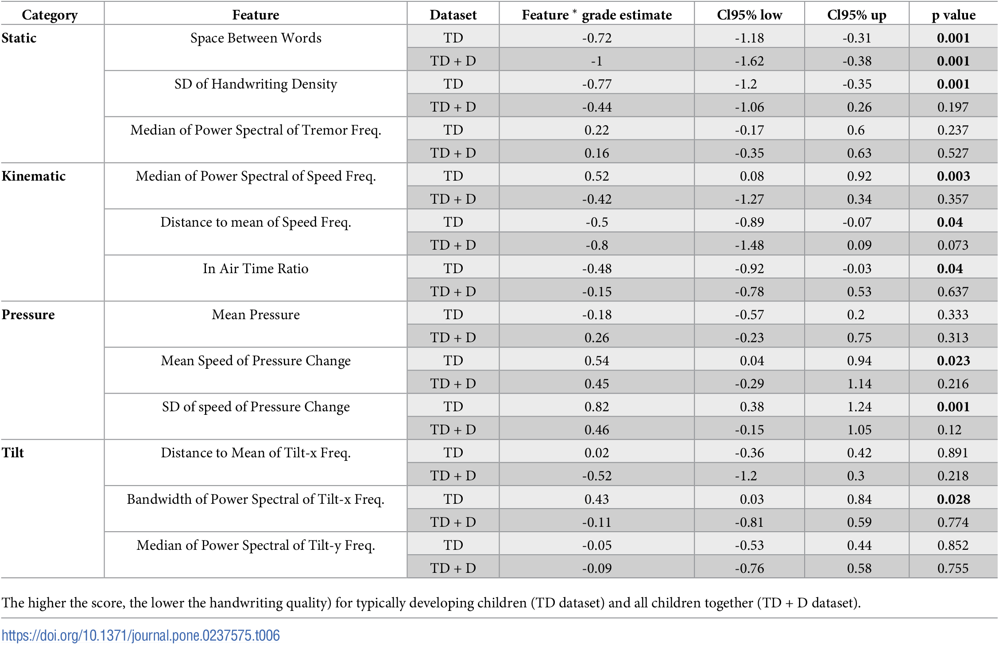 Category Feature Dataset Feature * grade estimate Cl95% low Cl95% up p value
Static Space Between Words TD -0.72 -1.18 -0.31 0.001
TD + D -1 -1.62 -0.38 0.001
SD of Handwriting Density TD -0.77 -1.2 -0.35 0.001
TD + D -0.44 -1.06 0.26 0.197
Median of Power Spectral of Tremor Freq. TD 0.22 -0.17 0.6 0.237
TD + D 0.16 -0.35 0.63 0.527
Kinematic Median of Power Spectral of Speed Freq. TD 0.52 0.08 0.92 0.003
TD + D -0.42 -1.27 0.34 0.357
Distance to mean of Speed Freq. TD -0.5 -0.89 -0.07 0.04
TD + D -0.8 -1.48 0.09 0.073
In Air Time Ratio TD -0.48 -0.92 -0.03 0.04
TD + D -0.15 -0.78 0.53 0.637
Pressure Mean Pressure TD -0.18 -0.57 0.2 0.333
TD + D 0.26 -0.23 0.75 0.313
Mean Speed of Pressure Change TD 0.54 0.04 0.94 0.023
TD + D 0.45 -0.29 1.14 0.216
SD of speed of Pressure Change TD 0.82 0.38 1.24 0.001
TD + D 0.46 -0.15 1.05 0.12
Tilt Distance to Mean of Tilt-x Freq. TD 0.02 -0.36 0.42 0.891
TD + D -0.52 -1.2 0.3 0.218
Bandwidth of Power Spectral of Tilt-x Freq. TD 0.43 0.03 0.84 0.028
TD + D -0.11 -0.81 0.59 0.774
Median of Power Spectral of Tilt-y Freq. TD -0.05 -0.53 0.44 0.852
TD + D -0.09 -0.76 0.58 0.755
The higher the score, the lower the handwriting quality) for typically developing children (TD dataset) and all children together (TD + D dataset).
https://doi.org/10.1371/journal.pone.0237575.t006